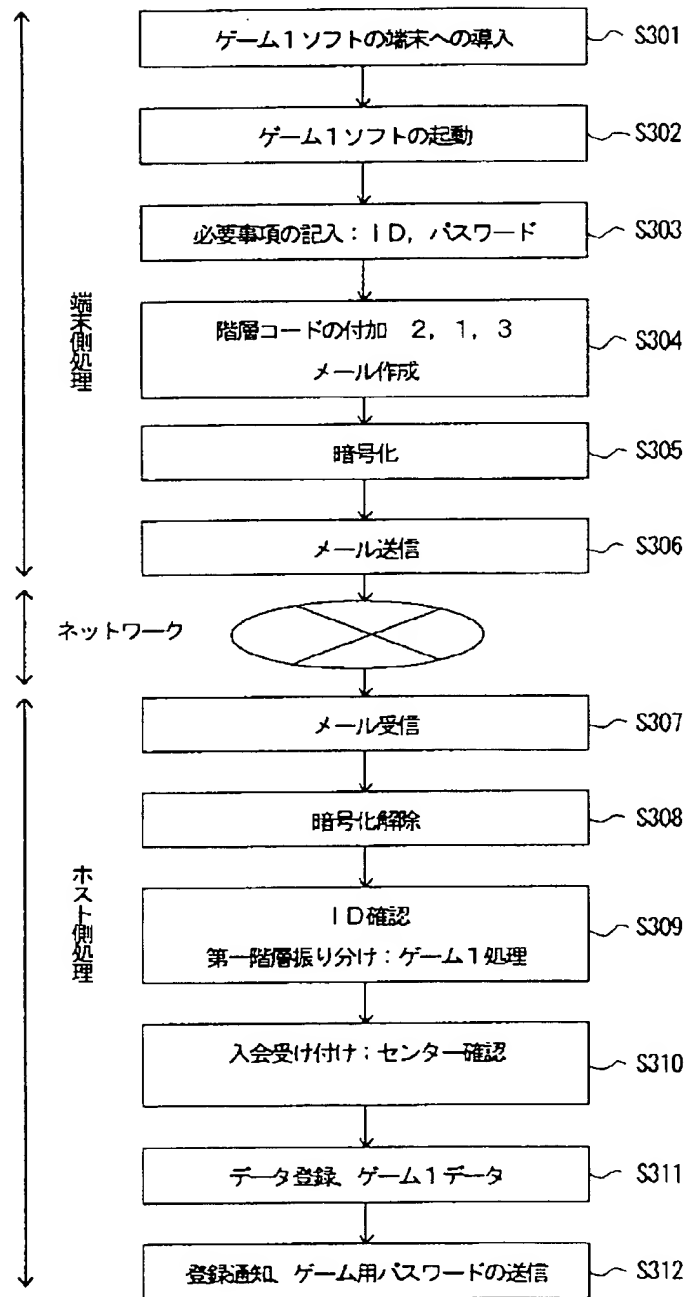 ゲーム1ソフトの端末への導入
S301
ゲーム1ソフトの起動
S302
必要事項の記入：ID，パスワード
S303
階層コードの付加　2，1，3
メール作成
S304
暗号化
S305
メール送信
S306
端末側処理
ネットワーク
メール受信
S307
暗号化解除
S308
ID確認
第一階層振り分け：ゲーム1処理
S309
入会受け付け；センター確認
S310
データ登録、ゲーム1データ
S311
登録通知、ゲーム用パスワードの送信
S312
ホスト側処理